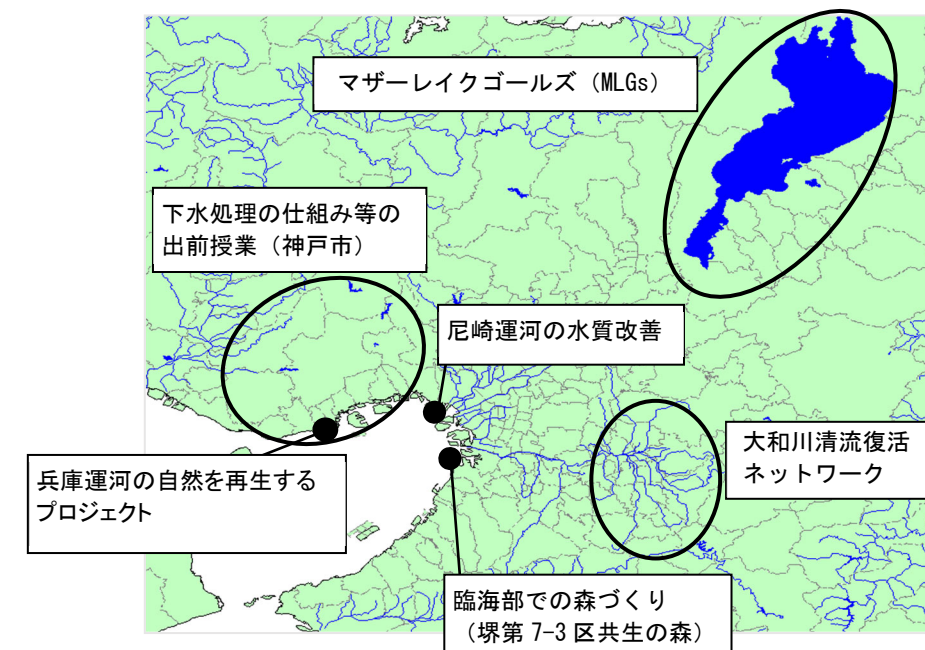 マザーレイクゴールズ（MLGs）
下水処理の仕組み等の
出前授業（神戸市）
尼崎運河の水質改善
大和川清流復活
ネットワーク
兵庫運河の自然を再生する
プロジェクト
臨海部での森づくり
（堺第 7-3 区共生の森）